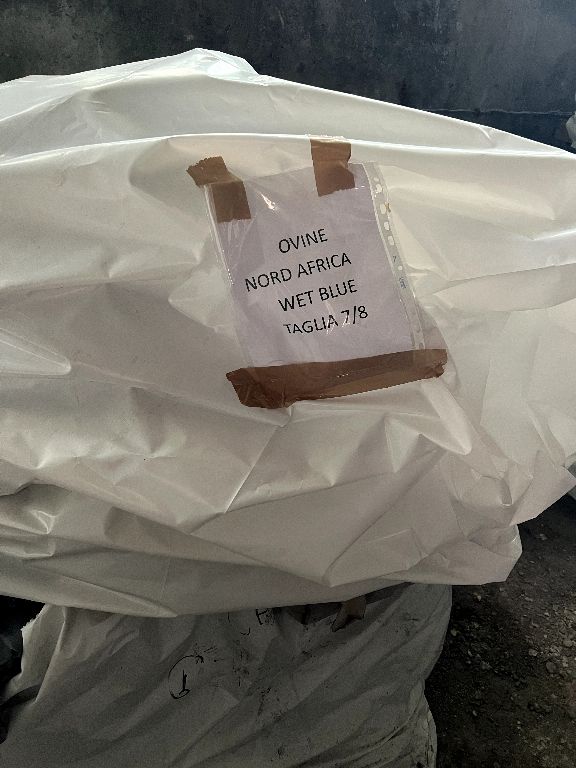 OVINE
NORD AFRICA
WET BLUE
TAGLIA 7/8